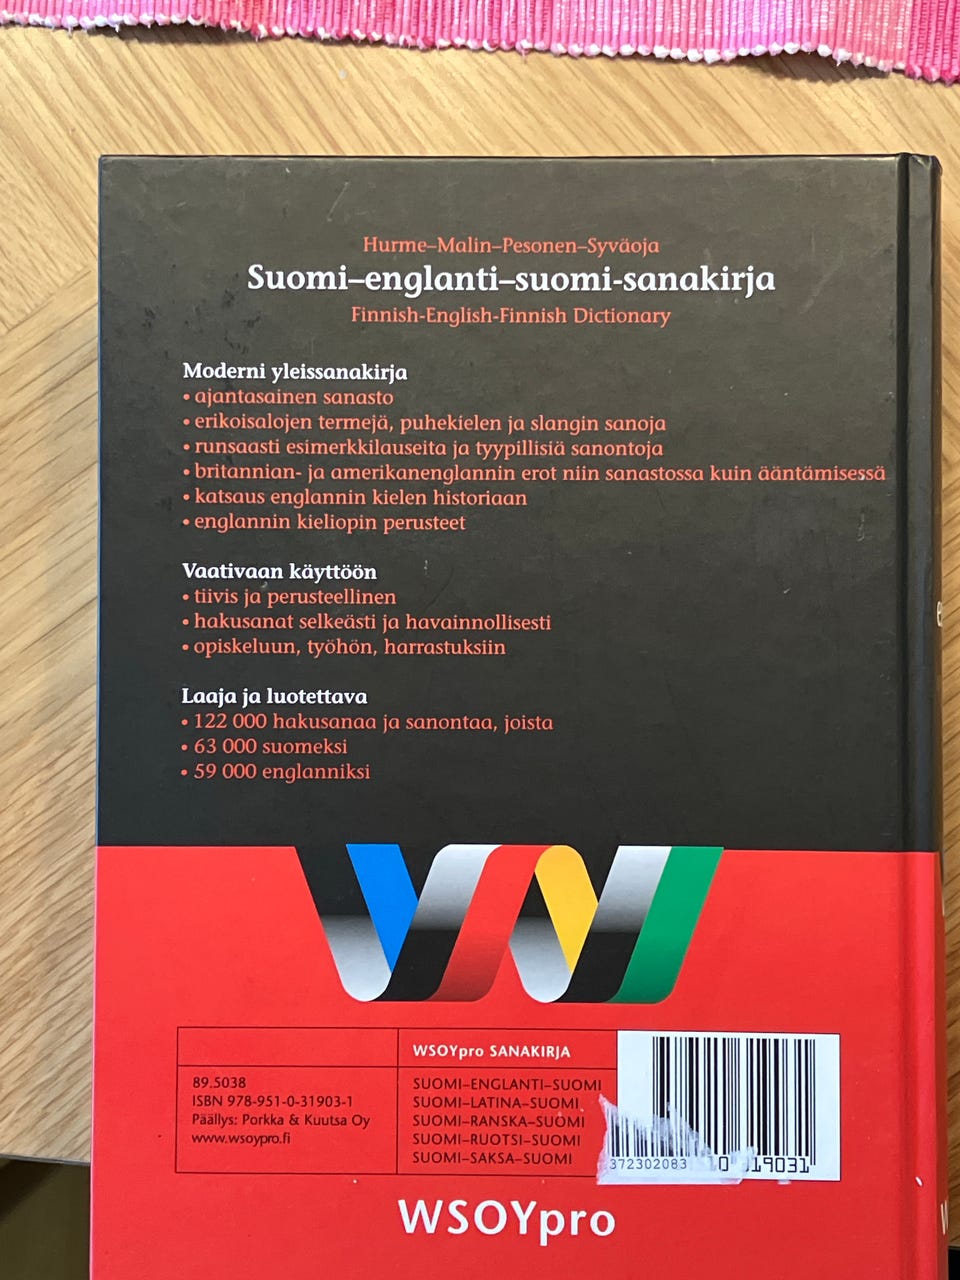 Hurme–Malin–Pesonen–Syväoja
Suomi–englanti–suomi-sanakirja
Finnish-English-Finnish Dictionary
Moderni yleissanakirja
• ajantasainen sanasto
• erikoisalojen termejä, puhekielen ja slangin sanoja
• runsaasti esimerkkilauseita ja tyypillisiä sanontoja
• britannian- ja amerikanenglannin erot niin sanastossa kuin ääntämisessä
• katsaus englannin kielen historiaan
• englannin kieliopin perusteet
Vaativaan käyttöön
• tiivis ja perusteellinen
• hakusanat selkeästi ja havainnollisesti
• opiskeluun, työhön, harrastuksiin
Laaja ja luotettava
• 122 000 hakusanaa ja sanontaa, joista
• 63 000 suomeksi
• 59 000 englanniksi
WSOYpro SANAKIRJA
89.5038
ISBN 978-951-0-31903-1
Päällys: Porkka & Kuutsa Oy
www.wsoypro.fi
SUOMI–ENGLANTI–SUOMI
SUOMI–LATINA–SUOMI
SUOMI–RANSKA–SUOMI
SUOMI–RUOTSI–SUOMI
SUOMI–SAKSA–SUOMI
372302083
WSOYpro